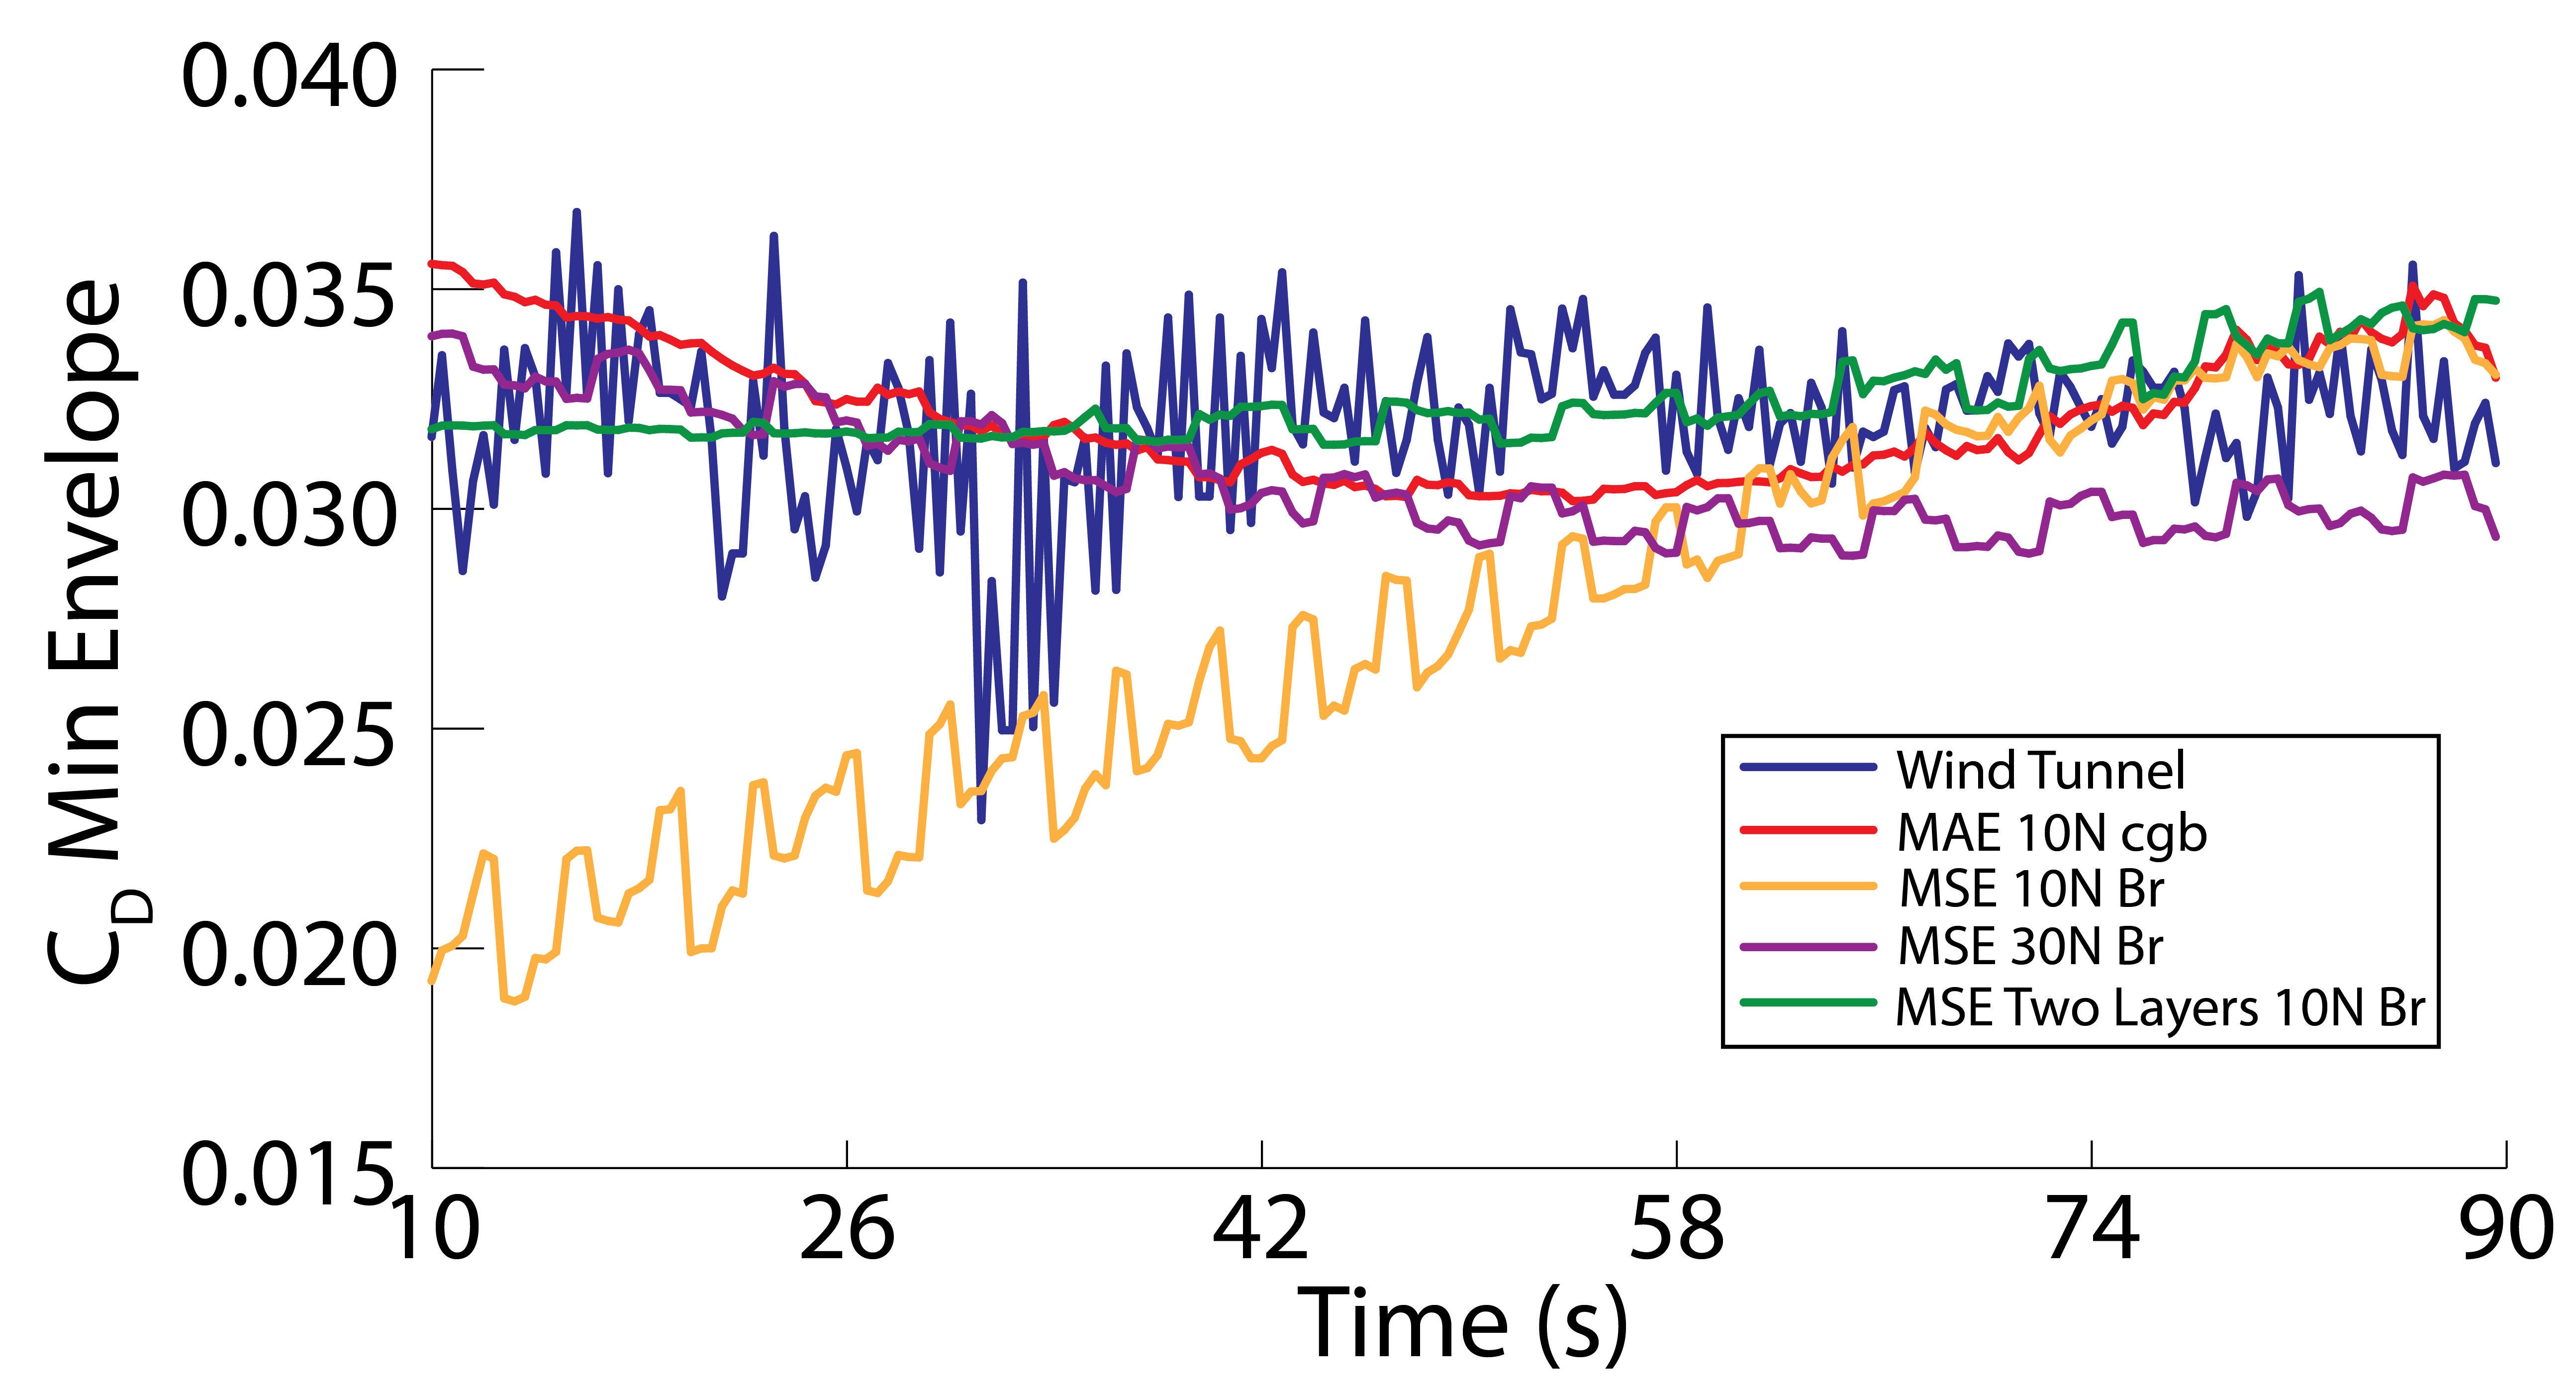 0.040
0.035
0.030
0.025
0.020
0.015
C_D Min Envelope
10 26 42 58 74 90
Time (s)
Wind Tunnel
MAE 10N cgb
MSE 10N Br
MSE 30N Br
MSE Two Layers 10N Br